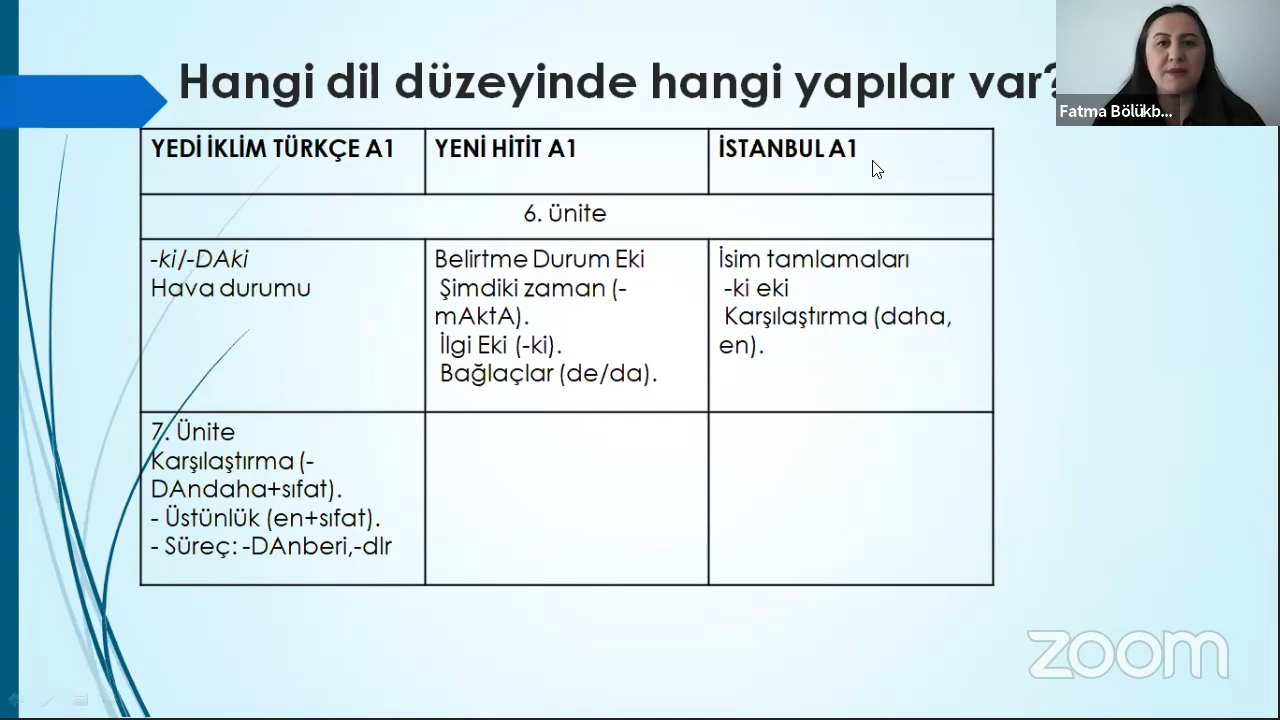 Hangi dil düzeyinde hangi yapılar var?
Fatma Bölükb...
YEDİ İKLİM TÜRKÇE A1
YENİ HİTİT A1
İSTANBUL A1
6. ünite
-ki/-DAki
Hava durumu
Belirtme Durum Eki
Şimdiki zaman (-
mAktA).
İlgi Eki (-ki).
Bağlaçlar (de/da).
İsim tamlamaları
-ki eki
Karşılaştırma (daha,
en).
7. Ünite
Karşılaştırma (-
DAndaha+sıfat).
- Üstünlük (en+sıfat).
- Süreç: -DAnberi,-dIr
zoom